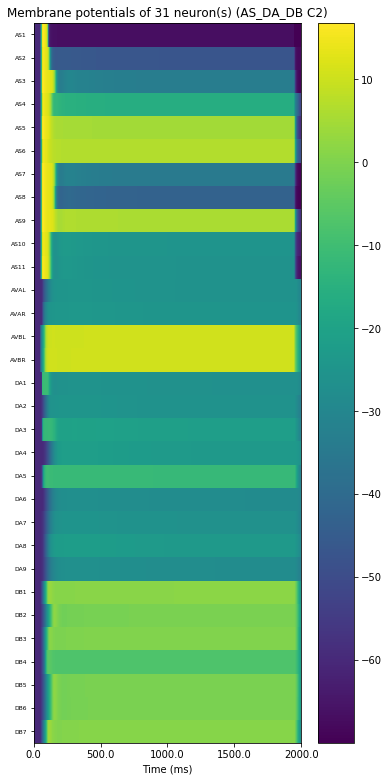 Membrane potentials of 31 neuron(s) (AS_DA_DB C2)
AS1
AS2
AS3
AS4
AS5
AS6
AS7
AS8
AS9
AS10
AS11
AVAL
AVAR
AVBL
AVBR
DA1
DA2
DA3
DA4
DA5
DA6
DA7
DA8
DA9
DB1
DB2
DB3
DB4
DB5
DB6
DB7
0.0 500.0 1000.0 1500.0 2000.0
Time (ms)
10
0
−10
−20
−30
−40
−50
−60